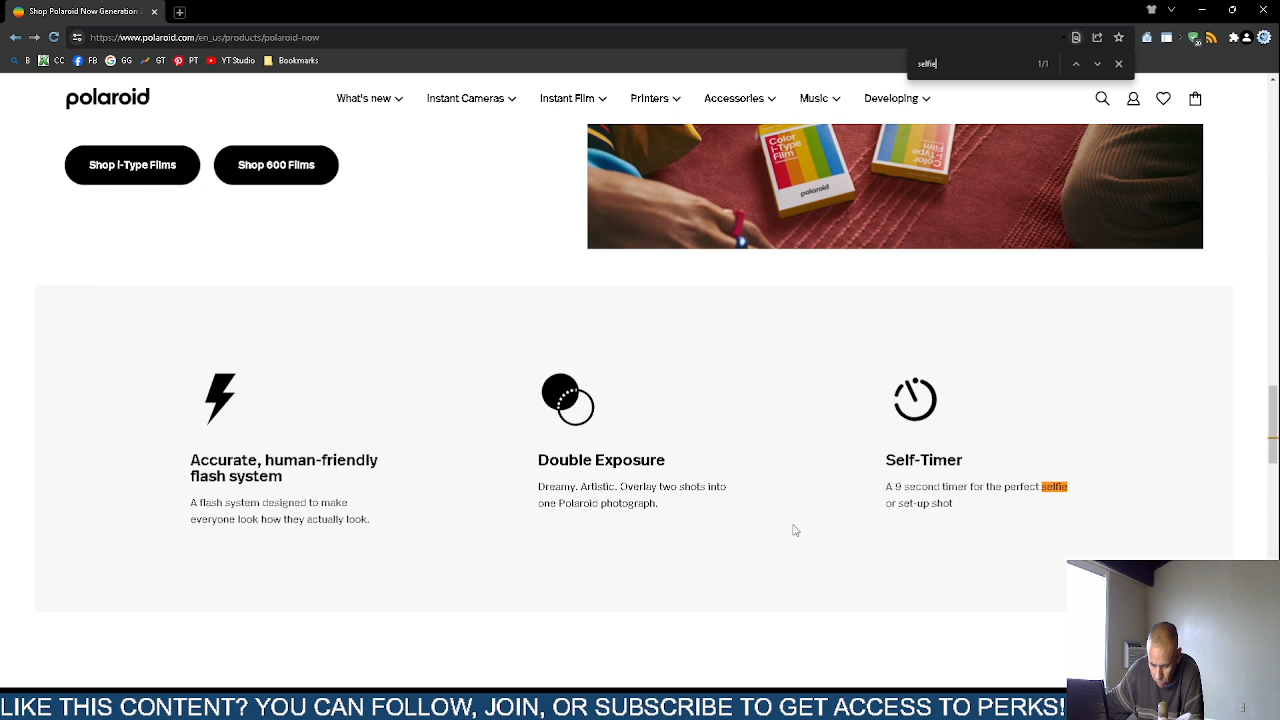 Shop Polaroid Now Generation
https://www.polaroid.com/en_us/products/polaroid-now
B CC FB GG GT PT YT Studio Bookmarks
selfie 1/1
polaroid What's new Instant Cameras Instant Film Printers Accessories Music Developing
Shop i-Type Films Shop 600 Films
Color
i-Type
Film
polaroid
Color
i-Type
Film
Accurate, human-friendly
flash system
A flash system designed to make
everyone look how they actually look.
Double Exposure
Dreamy. Artistic. Overlay two shots into
one Polaroid photograph.
Self-Timer
A 9 second timer for the perfect selfie
or set-up shot
LIKE THIS CONTENT? YOU CAN FOLLOW, JOIN, OR SUBSCRIBE TO GET ACCESS TO PERKS!